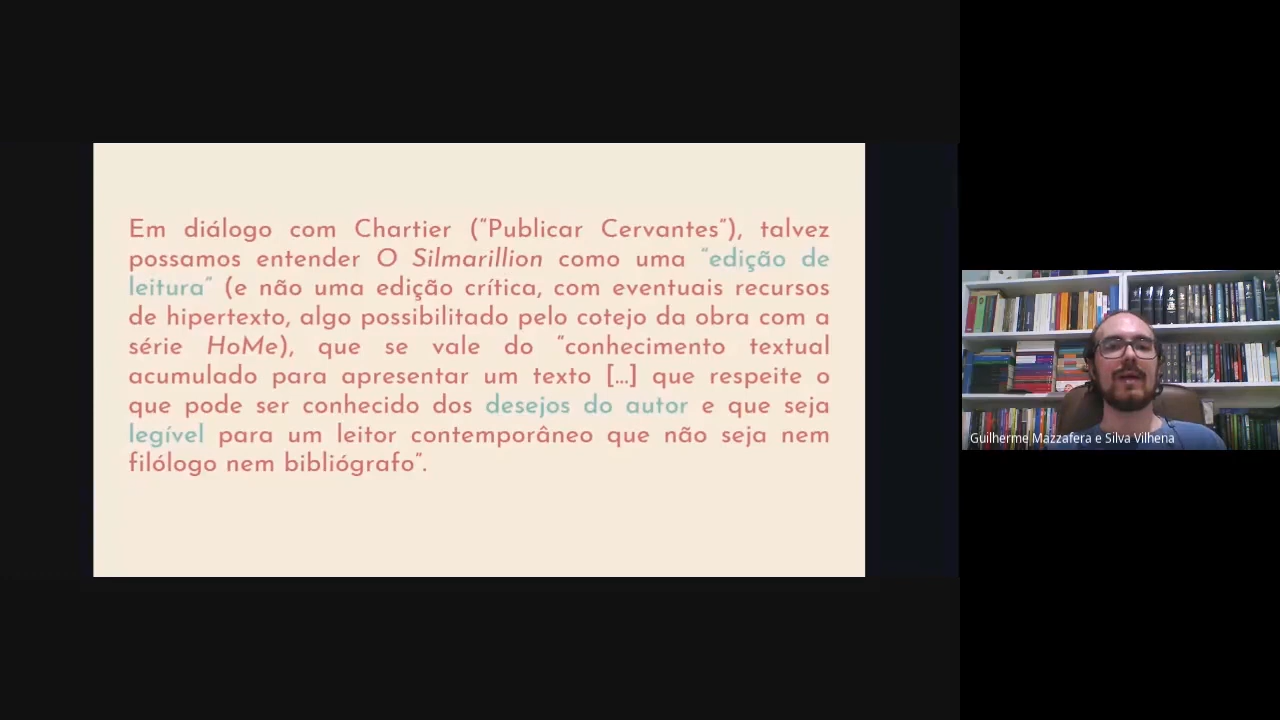 Em diálogo com Chartier (“Publicar Cervantes”), talvez
possamos entender O Silmarillion como uma “edição de
leitura” (e não uma edição crítica, com eventuais recursos
de hipertexto, algo possibilitado pelo cotejo da obra com a
série HoMe), que se vale do “conhecimento textual
acumulado para apresentar um texto [...] que respeite o
que pode ser conhecido dos desejos do autor e que seja
legível para um leitor contemporâneo que não seja nem
filólogo nem bibliógrafo”.
Guilherme Mazzafera e Silva Vilhena